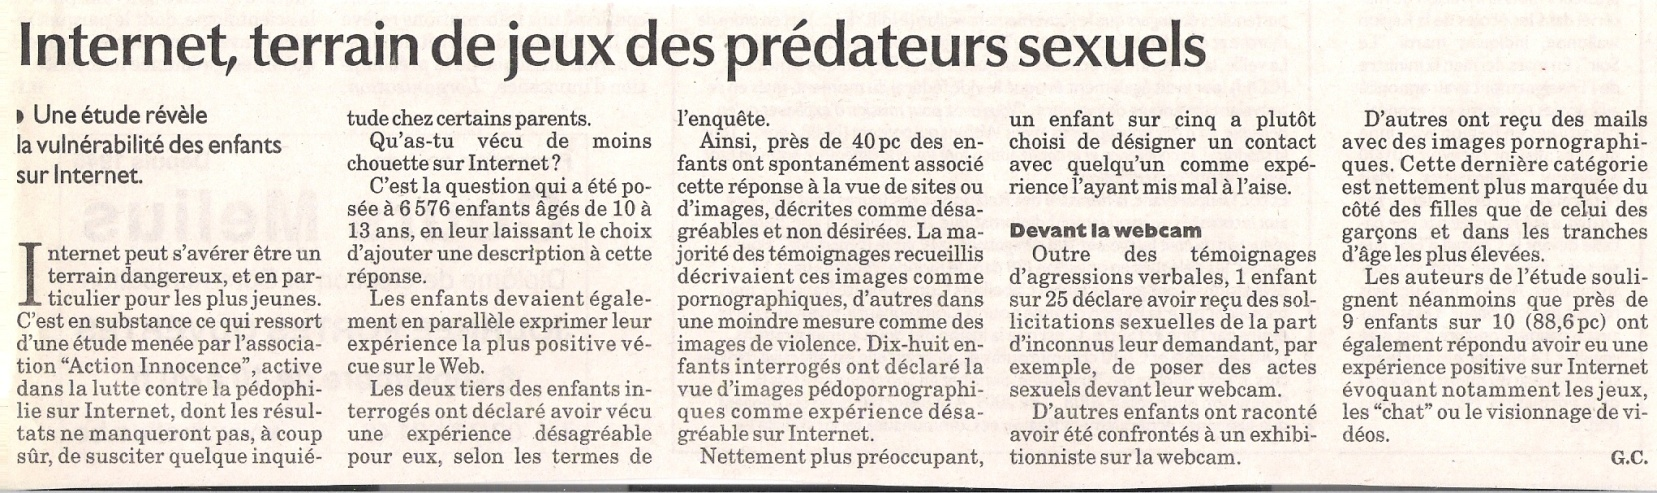 Internet, terrain de jeux des prédateurs sexuels
Une étude révèle
la vulnérabilité des enfants
sur Internet.
Internet peut s'avérer être un
terrain dangereux, et en par-
ticulier pour les plus jeunes.
C'est en substance ce qui ressort
d'une étude menée par l'associa-
tion "Action Innocence", active
dans la lutte contre la pédophi-
lie sur Internet, dont les résul-
tats ne manqueront pas, à coup
sûr, de susciter quelque inquié-
tude chez certains parents.
Qu'as-tu vécu de moins
chouette sur Internet ?
C'est la question qui a été po-
sée à 6 576 enfants âgés de 10 à
13 ans, en leur laissant le choix
d'ajouter une description à cette
réponse.
Les enfants devaient égale-
ment en parallèle exprimer leur
expérience la plus positive vé-
cue sur le Web.
Les deux tiers des enfants in-
terrogés ont déclaré avoir vécu
une expérience désagréable
pour eux, selon les termes de
l'enquête.
Ainsi, près de 40 pc des en-
fants ont spontanément associé
cette réponse à la vue de sites ou
d'images, décrites comme désa-
gréables et non désirées. La ma-
jorité des témoignages recueillis
décrivaient ces images comme
pornographiques, d'autres dans
une moindre mesure comme des
images de violence. Dix-huit en-
fants interrogés ont déclaré la
vue d'images pédopornographi-
ques comme expérience désa-
gréable sur Internet.
Nettement plus préoccupant,
un enfant sur cinq a plutôt
choisi de désigner un contact
avec quelqu'un comme expé-
rience l'ayant mis mal à l'aise.
Devant la webcam
Outre des témoignages
d'agressions verbales, 1 enfant
sur 25 déclare avoir reçu des sol-
licitations sexuelles de la part
d'inconnus leur demandant, par
exemple, de poser des actes
sexuels devant leur webcam.
D'autres enfants ont raconté
avoir été confrontés à un exhibi-
tionniste sur la webcam.
D'autres ont reçu des mails
avec des images pornographi-
ques. Cette dernière catégorie
est nettement plus marquée du
côté des filles que de celui des
garçons et dans les tranches
d'âge les plus élevées.
Les auteurs de l'étude souli-
gnent néanmoins que près de
9 enfants sur 10 (88,6 pc) ont
également répondu avoir eu une
expérience positive sur Internet
évoquant notamment les jeux,
les "chat" ou le visionnage de vi-
déos.
G.C.